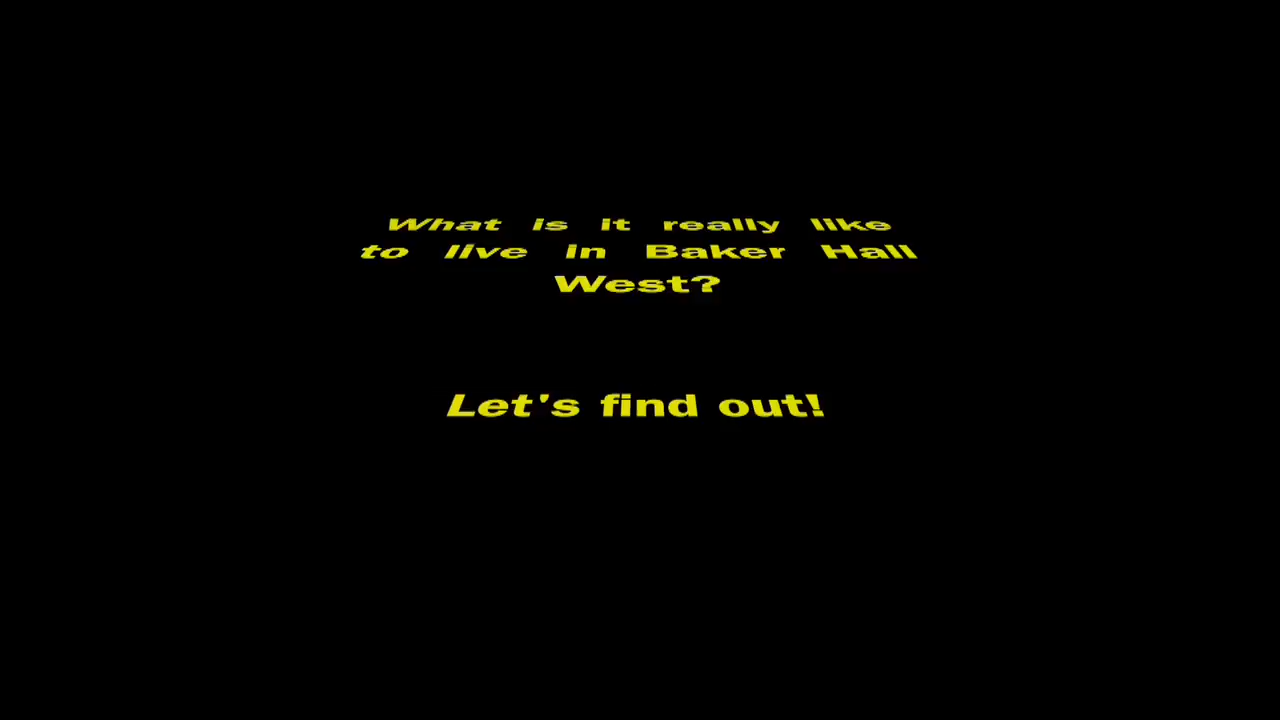 What is it really like
to live in Baker Hall
West?
Let's find out!